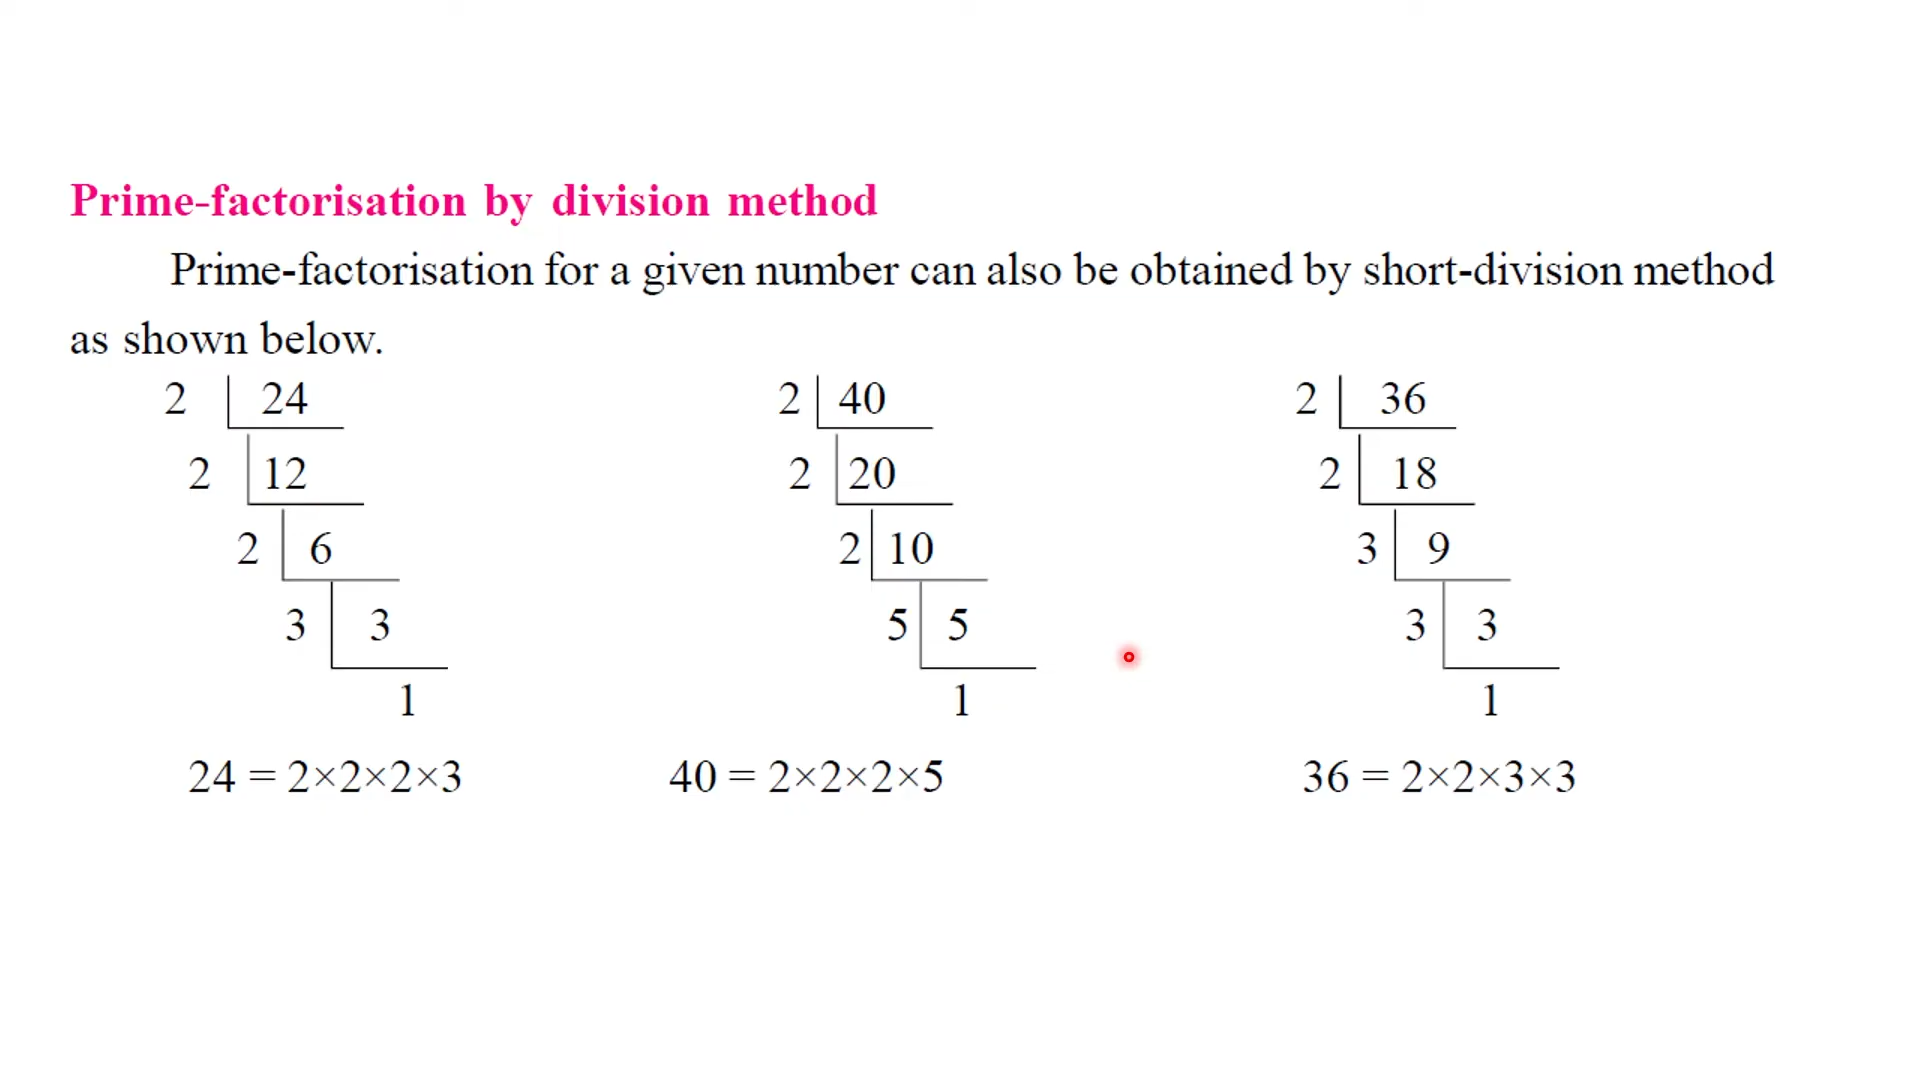 Prime-factorisation by division method
Prime-factorisation for a given number can also be obtained by short-division method
as shown below.
2 24
2 12
2 6
3 3
1
24 = 2×2×2×3
2 40
2 20
2 10
5 5
1
40 = 2×2×2×5
2 36
2 18
3 9
3 3
1
36 = 2×2×3×3